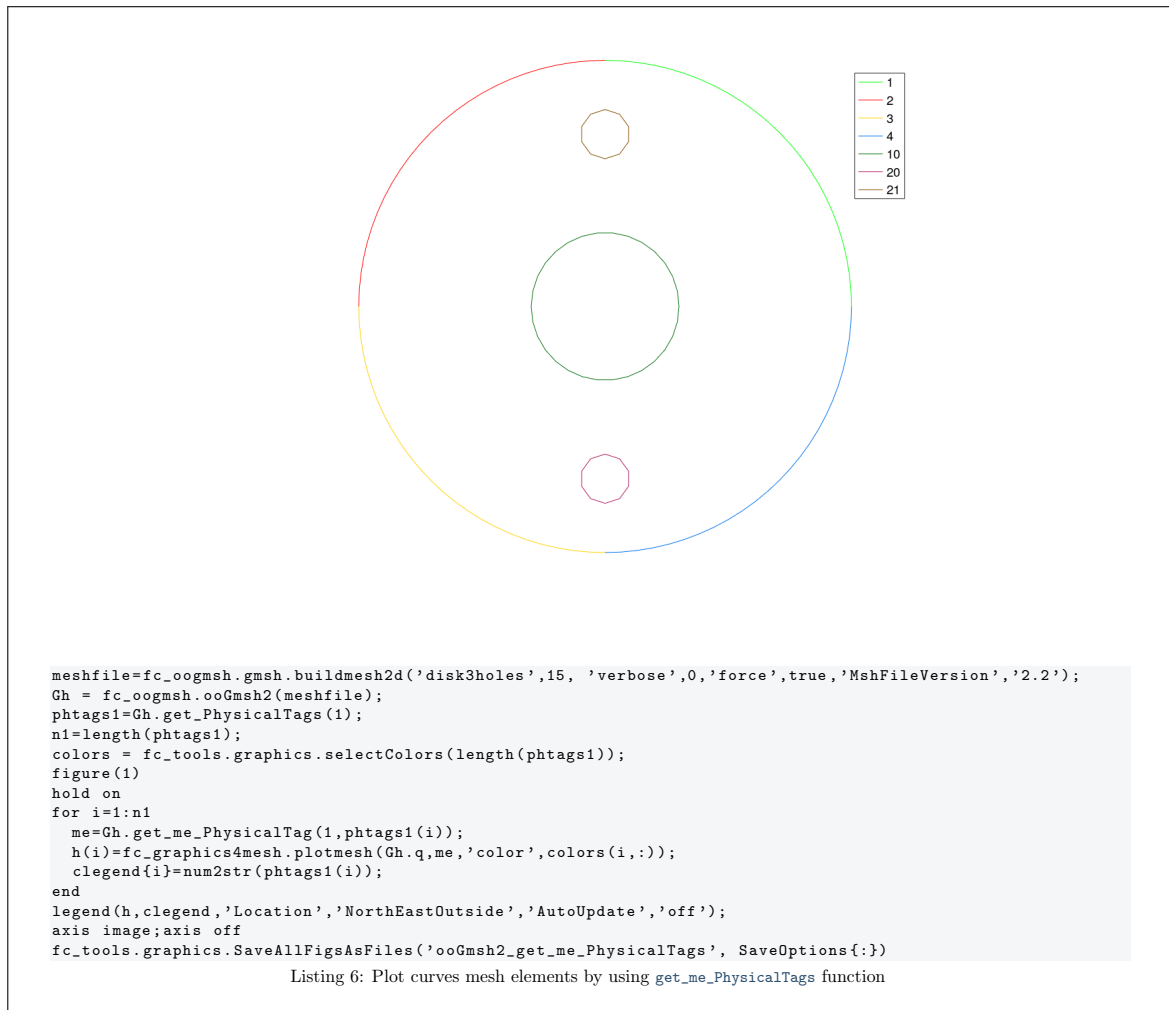 1
2
3
4
10
20
21
meshfile=fc_oogmsh.gmsh.buildmesh2d('disk3holes',15, 'verbose',0,'force',true,'MshFileVersion','2.2');
Gh = fc_oogmsh.ooGmsh2(meshfile);
phtags1=Gh.get_PhysicalTags(1);
n1=length(phtags1);
colors = fc_tools.graphics.selectColors(length(phtags1));
figure(1)
hold on
for i=1:n1
  me=Gh.get_me_PhysicalTag(1,phtags1(i));
  h(i)=fc_graphics4mesh.plotmesh(Gh.q,me,'color',colors(i,:));
  clegend{i}=num2str(phtags1(i));
end
legend(h,clegend,'Location','NorthEastOutside','AutoUpdate','off');
axis image;axis off
fc_tools.graphics.SaveAllFigsAsFiles('ooGmsh2_get_me_PhysicalTags', SaveOptions{:})
Listing 6: Plot curves mesh elements by using get_me_PhysicalTags function